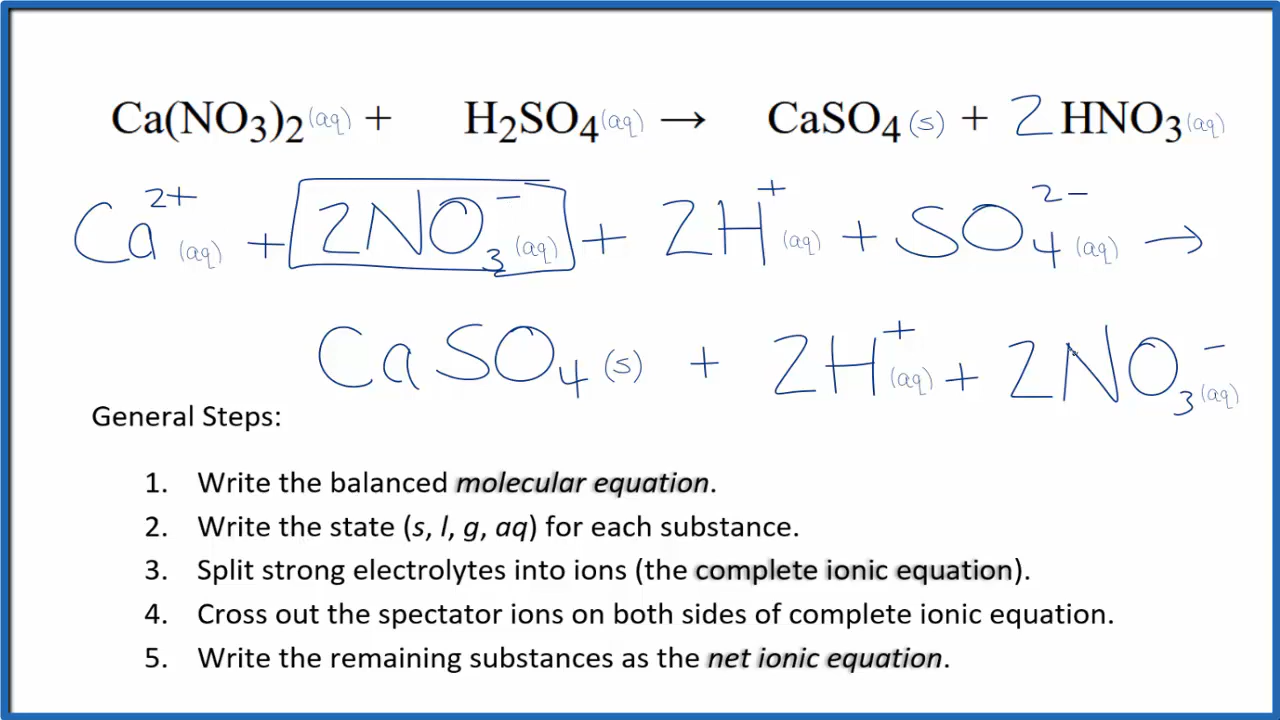 Ca(NO₃)₂ (aq) + H₂SO₄ (aq) → CaSO₄ (s) + 2 HNO₃ (aq)
Ca²⁺ (aq) + 2NO₃⁻ (aq) + 2H⁺ (aq) + SO₄²⁻ (aq) →
CaSO₄ (s) + 2H⁺ (aq) + 2NO₃⁻ (aq)
General Steps:
1. Write the balanced molecular equation.
2. Write the state (s, l, g, aq) for each substance.
3. Split strong electrolytes into ions (the complete ionic equation).
4. Cross out the spectator ions on both sides of complete ionic equation.
5. Write the remaining substances as the net ionic equation.